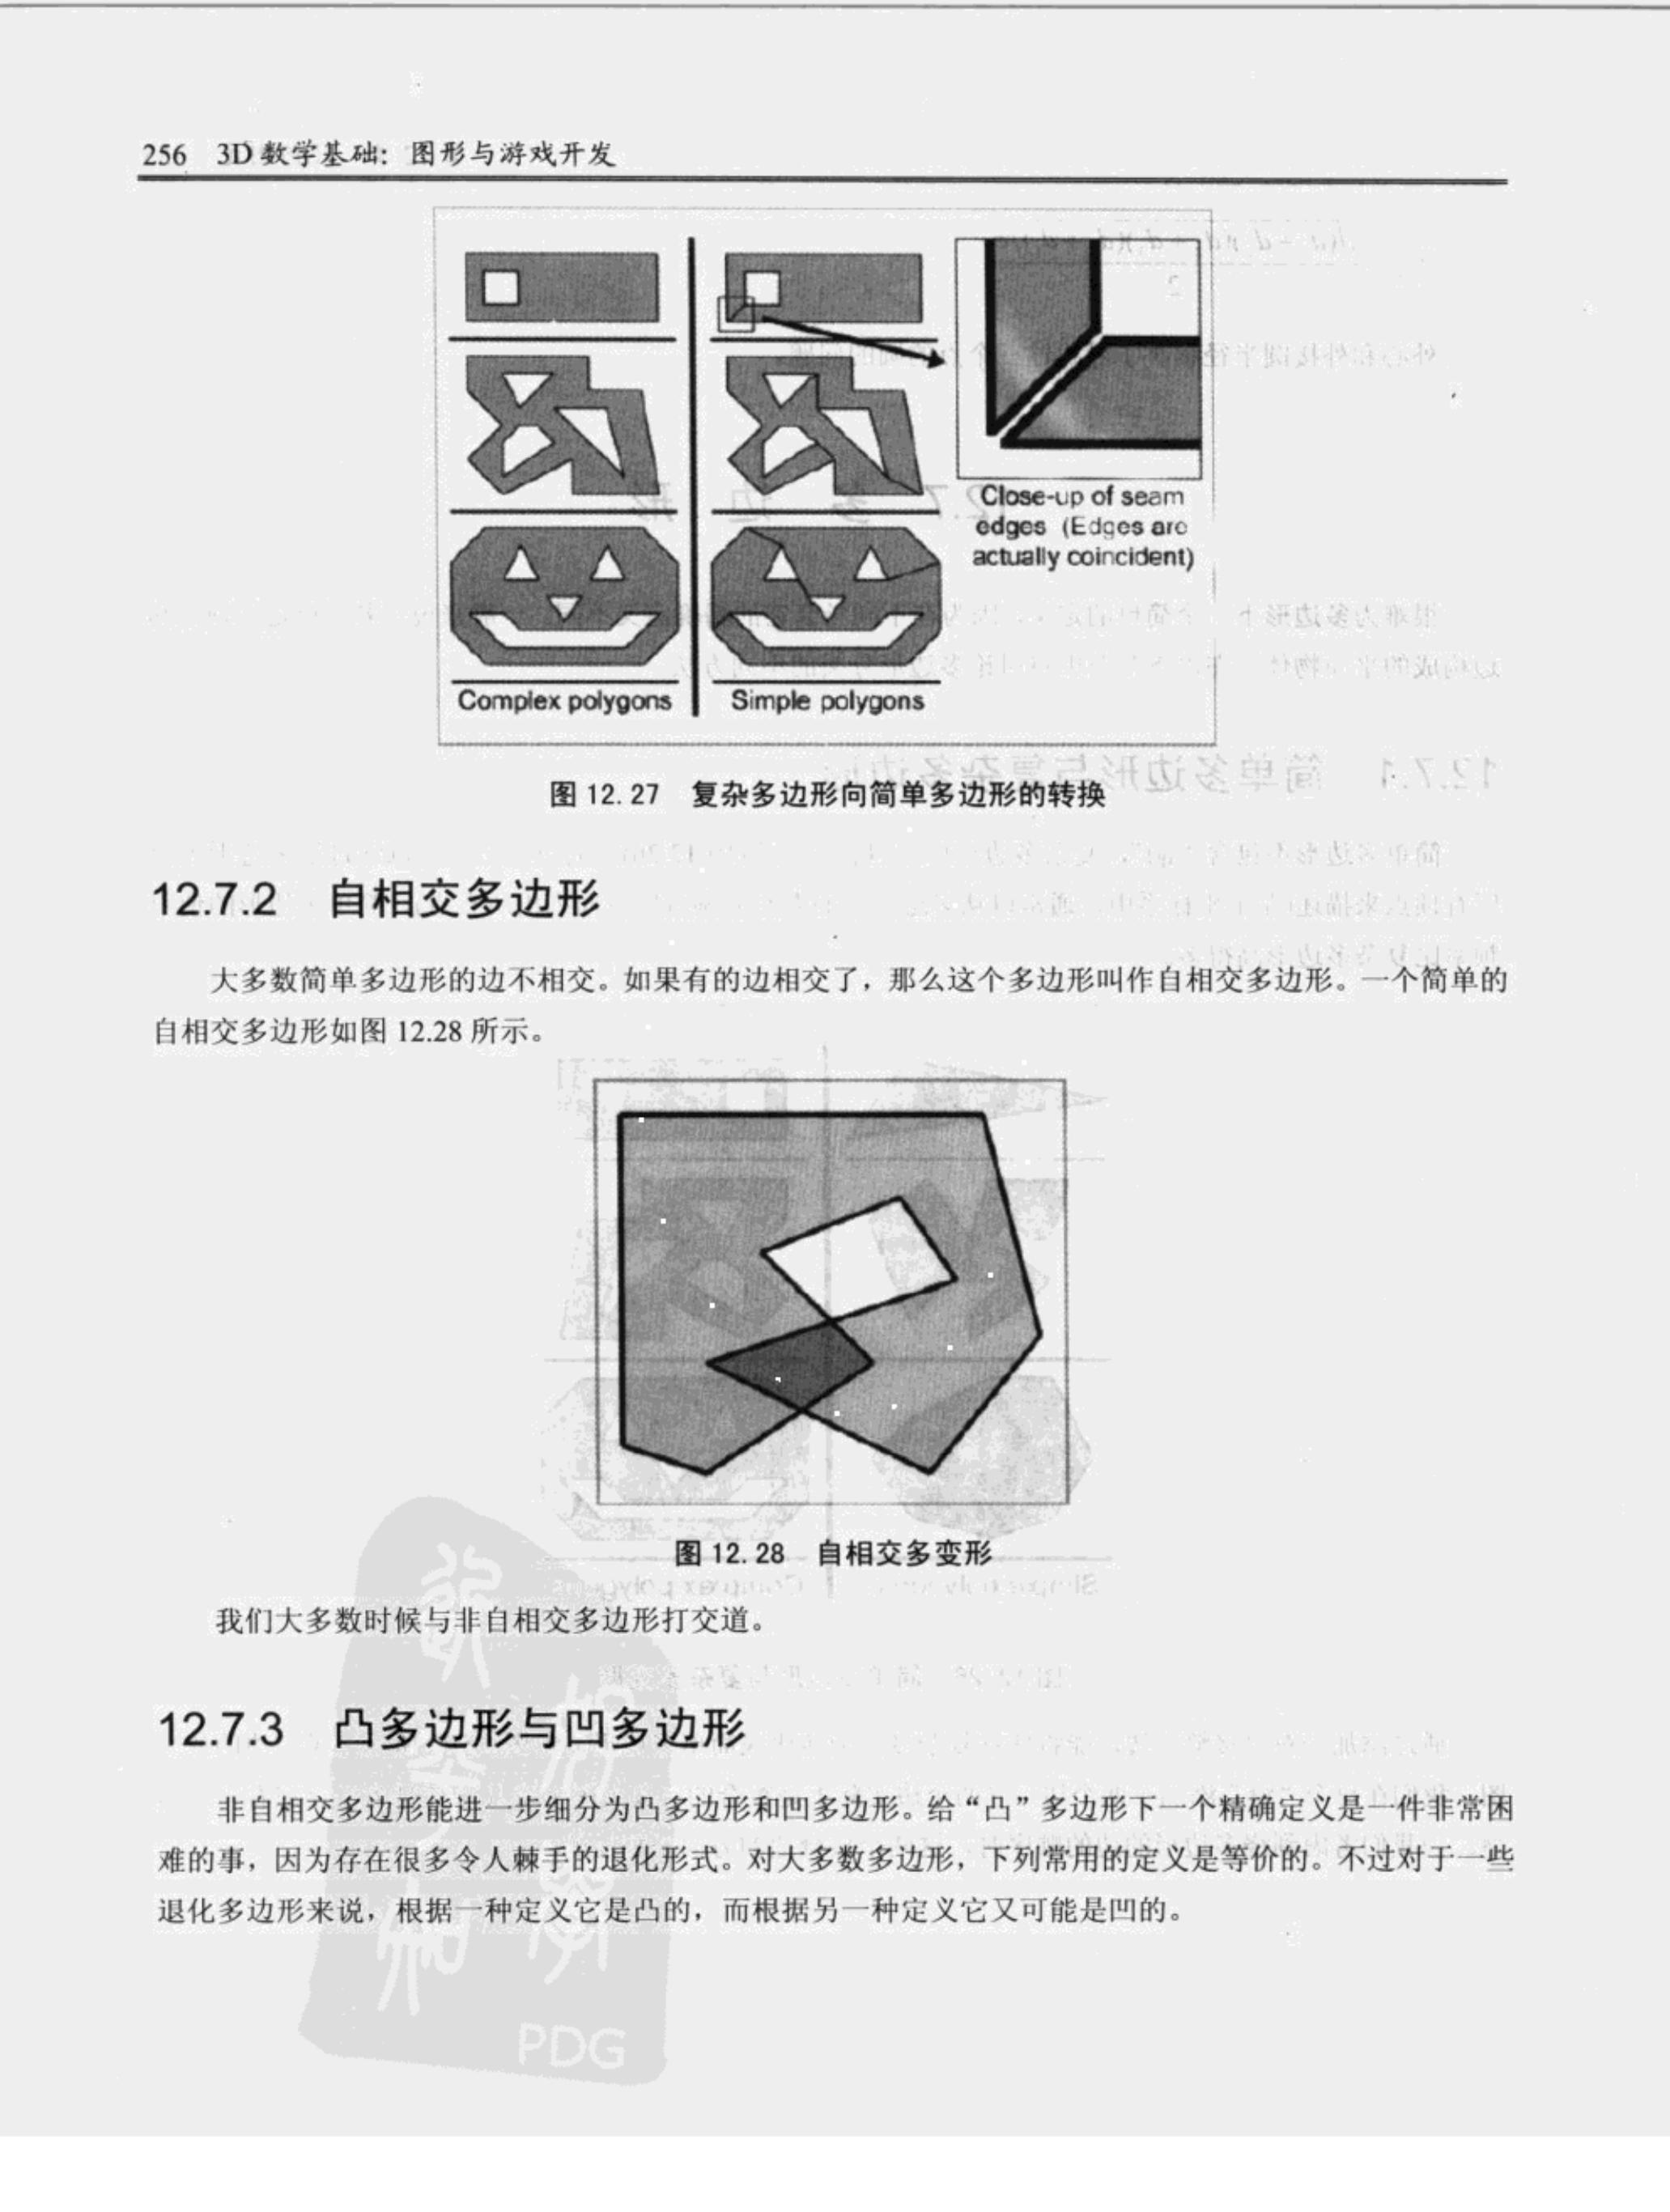 256 3D 数学基础：图形与游戏开发
Close-up of seam
edges (Edges are
actually coincident)
Complex polygons
Simple polygons
图 12.27 复杂多边形向简单多边形的转换
12.7.2 自相交多边形
大多数简单多边形的边不相交。如果有的边相交了，那么这个多边形叫作自相交多边形。一个简单的
自相交多边形如图 12.28 所示。
图 12.28 自相交多变形
我们大多数时候与非自相交多边形打交道。
12.7.3 凸多边形与凹多边形
非自相交多边形能进一步细分为凸多边形和凹多边形。给“凸”多边形下一个精确定义是一件非常困
难的事，因为存在很多令人棘手的退化形式。对大多数多边形，下列常用的定义是等价的。不过对于一些
退化多边形来说，根据一种定义它是凸的，而根据另一种定义它又可能是凹的。
PDG